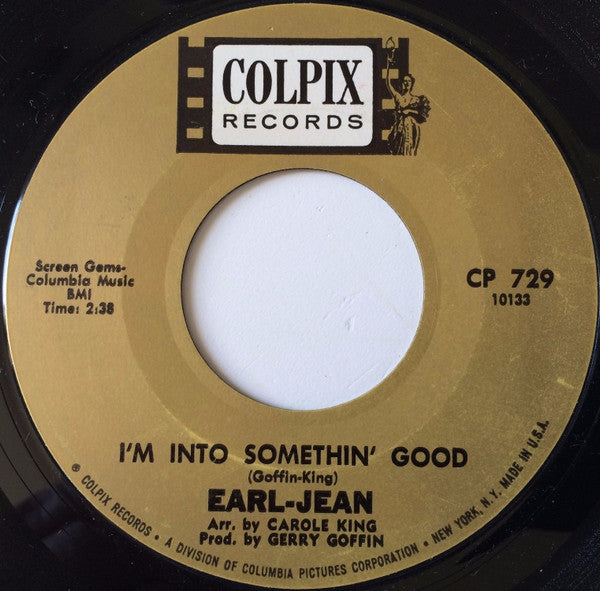 COLPIX
RECORDS
Screen Gems-
Columbia Music
BMI
Time: 2:38
CP 729
10133
I'M INTO SOMETHIN' GOOD
(Goffin-King)
EARL-JEAN
Arr. by CAROLE KING
Prod. by GERRY GOFFIN
® COLPIX RECORDS • A DIVISION OF COLUMBIA PICTURES CORPORATION • NEW YORK, N.Y. MADE IN U.S.A.